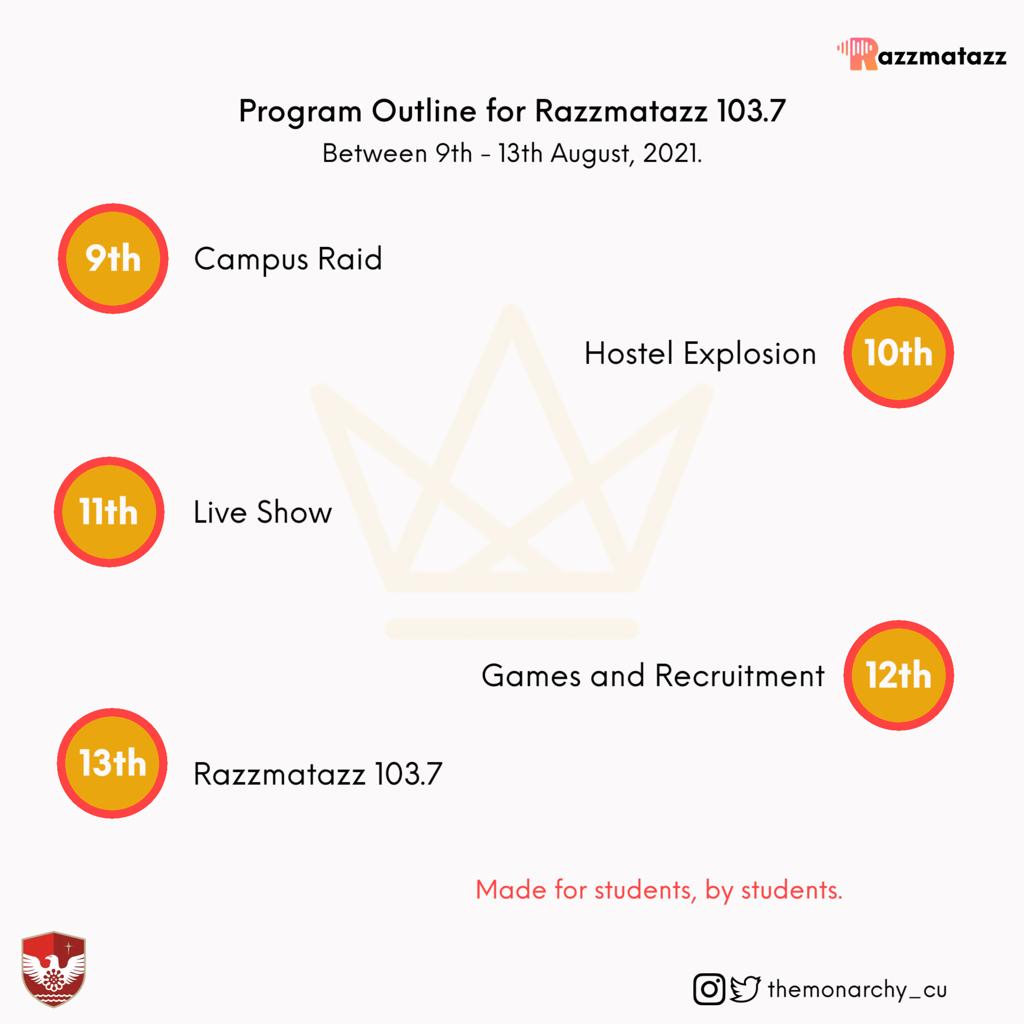 Razzmatazz
Program Outline for Razzmatazz 103.7
Between 9th - 13th August, 2021.
9th Campus Raid
Hostel Explosion 10th
11th Live Show
Games and Recruitment 12th
13th Razzmatazz 103.7
Made for students, by students.
themonarchy_cu